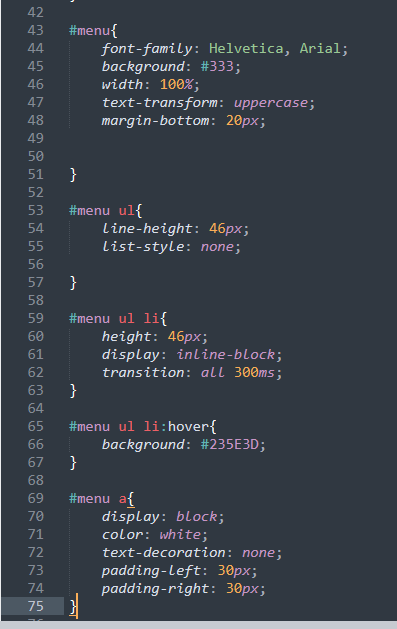 42
43 #menu{
44 font-family: Helvetica, Arial;
45 background: #333;
46 width: 100%;
47 text-transform: uppercase;
48 margin-bottom: 20px;
49
50
51 }
52
53 #menu ul{
54 line-height: 46px;
55 list-style: none;
56
57 }
58
59 #menu ul li{
60 height: 46px;
61 display: inline-block;
62 transition: all 300ms;
63 }
64
65 #menu ul li:hover{
66 background: #235E3D;
67 }
68
69 #menu a{
70 display: block;
71 color: white;
72 text-decoration: none;
73 padding-left: 30px;
74 padding-right: 30px;
75 }